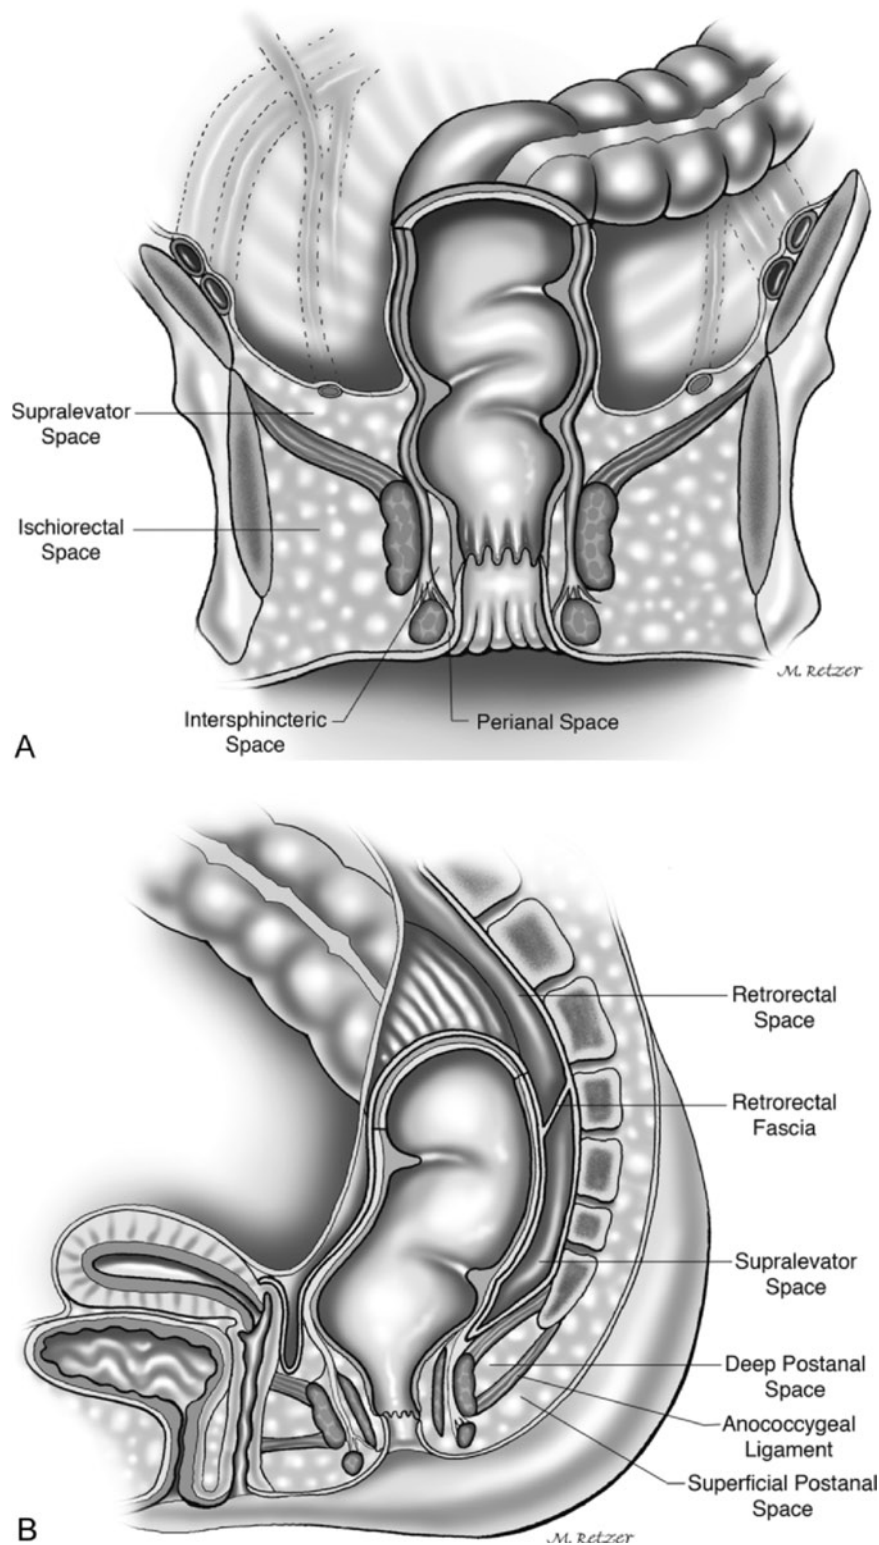 Supralevator
Space
Ischiorectal
Space
Intersphincteric
Space
Perianal Space
M. Retzer
A
Retrorectal
Space
Retrorectal
Fascia
Supralevator
Space
Deep Postanal
Space
Anococcygeal
Ligament
Superficial Postanal
Space
B
M. Retzer